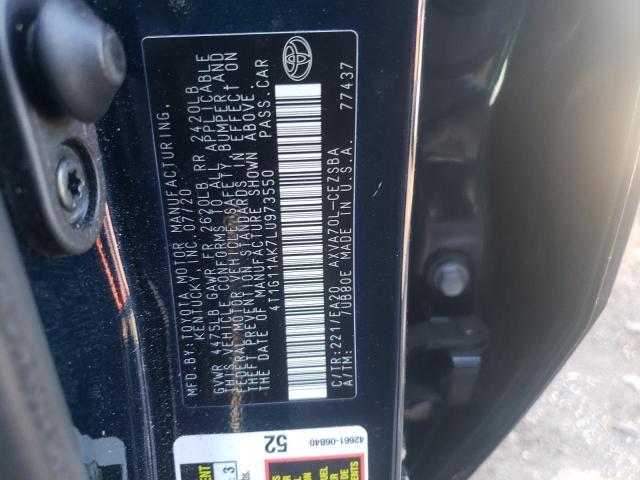 MFD.BY:TOYOTA MOTOR MANUFACTURING,
KENTUCKY, INC. 07/20
GVWR 4475LB GAWR FR 2620LB RR 2420LB
THIS VEHICLE CONFORMS TO ALL APPLICABLE
FEDERAL MOTOR VEHICLE SAFETY, BUMPER AND
THEFT PREVENTION STANDARDS IN EFFECT ON
THE DATE OF MANUFACTURE SHOWN ABOVE.
4T1G11AK7LU973550 PASS.CAR
C/TR:221/EA20 AXVA70L-CEZSBA
A/TM: 7UB80E MADE IN U.S.A. 77437
42661-06B40
52